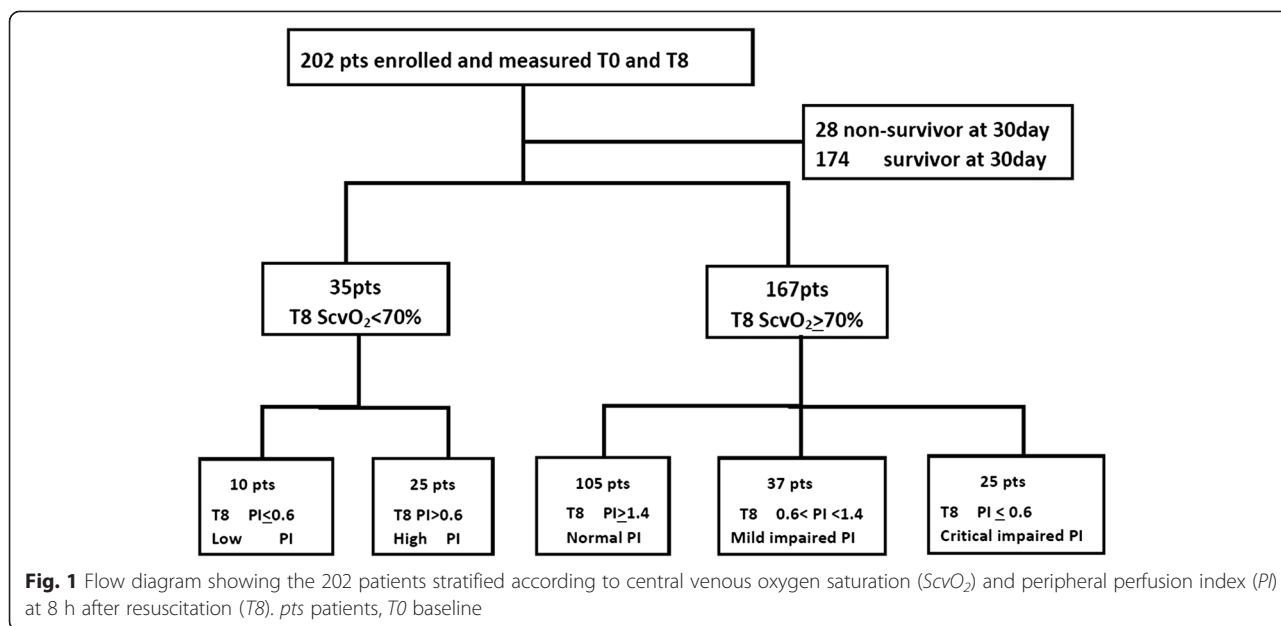 202 pts enrolled and measured T0 and T8
28 non-survivor at 30day
174 survivor at 30day
35pts
T8 ScvO₂<70%
167pts
T8 ScvO₂≥70%
10 pts
T8 PI≤0.6
Low PI
25 pts
T8 PI>0.6
High PI
105 pts
T8 PI≥1.4
Normal PI
37 pts
T8 0.6< PI <1.4
Mild impaired PI
25 pts
T8 PI ≤ 0.6
Critical impaired PI
Fig. 1 Flow diagram showing the 202 patients stratified according to central venous oxygen saturation (ScvO₂) and peripheral perfusion index (PI)
at 8 h after resuscitation (T8). pts patients, T0 baseline